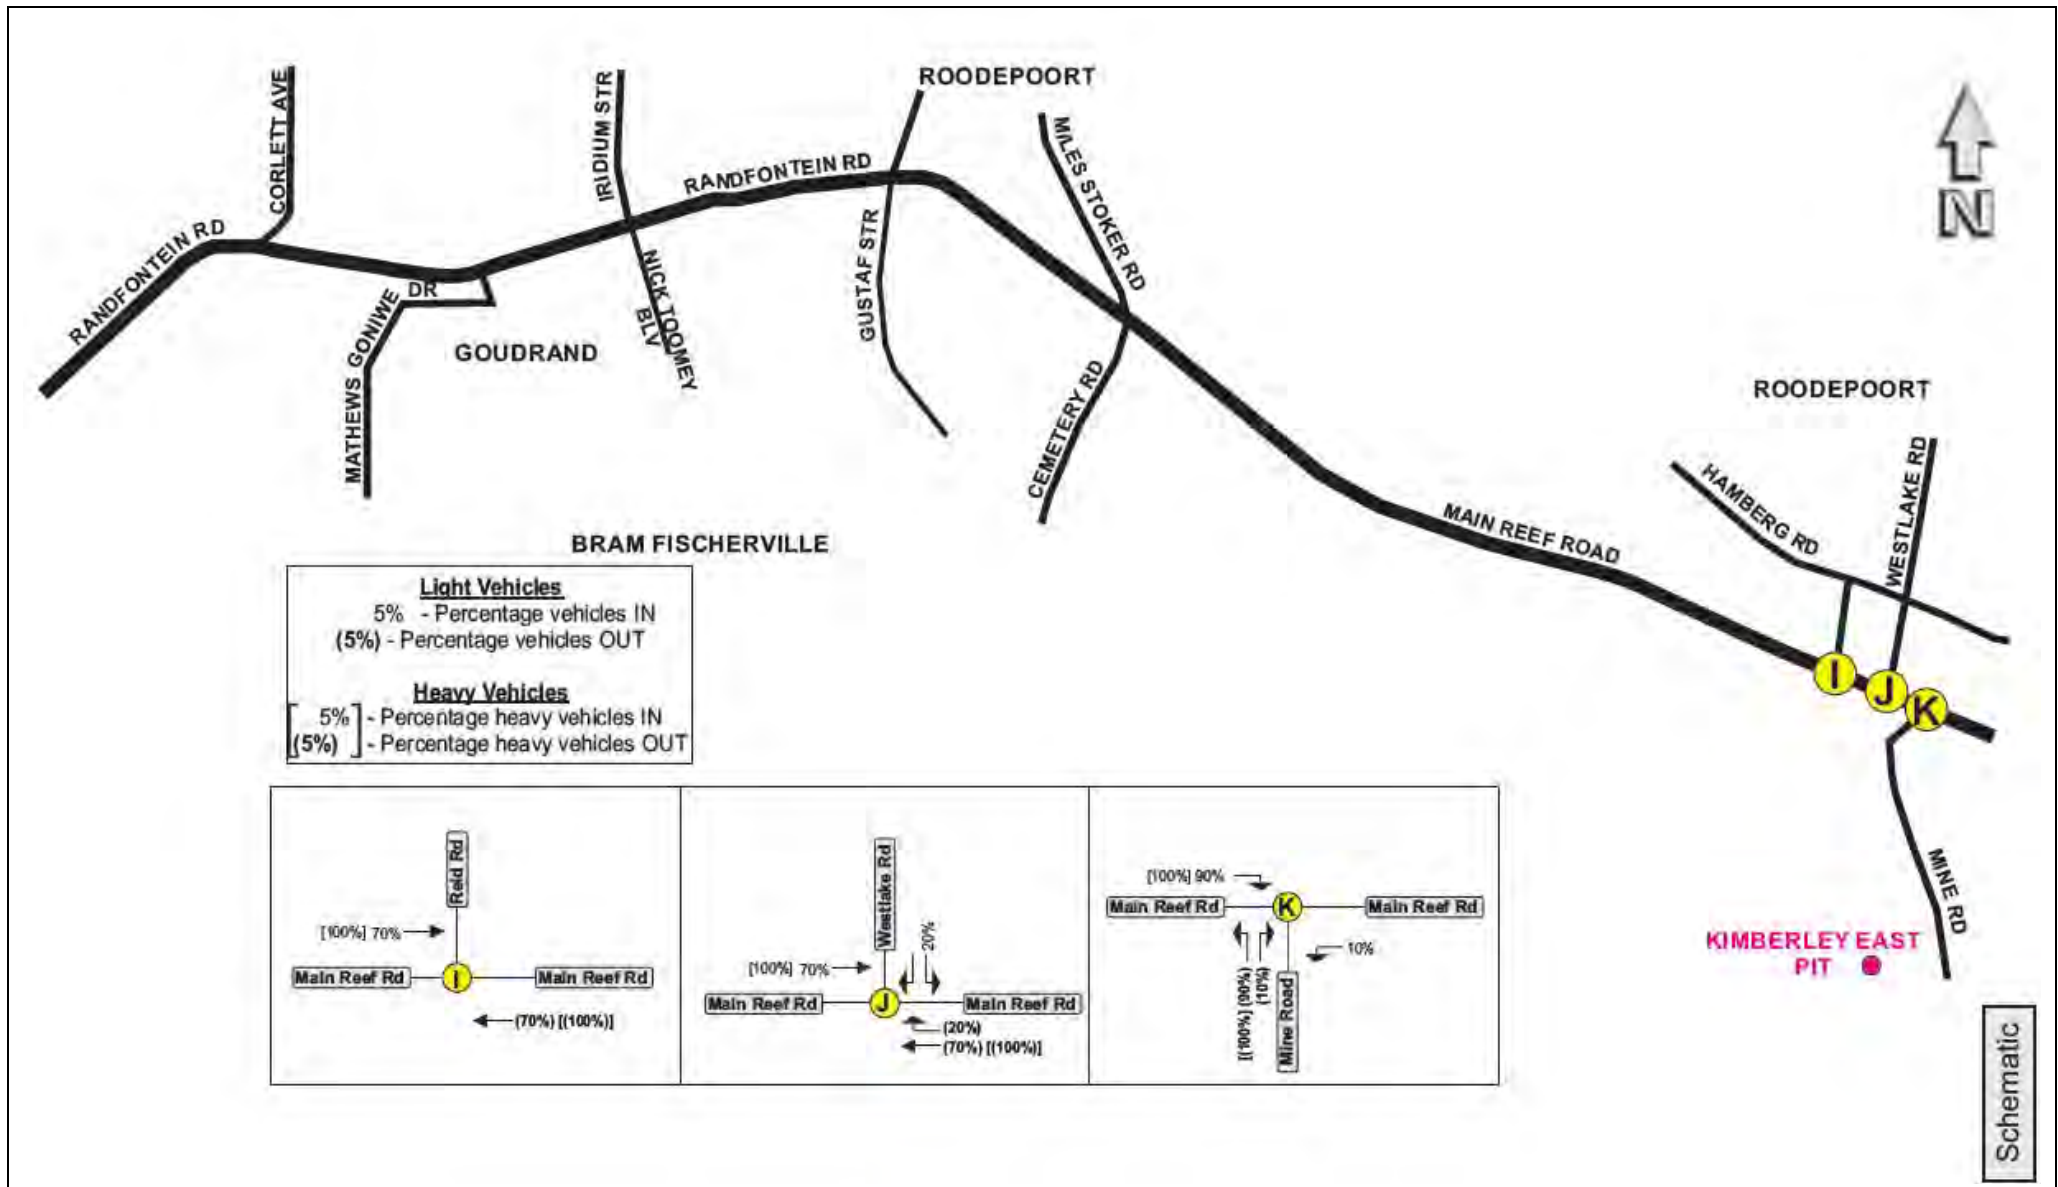 ROODEPOORT
CORLETT AVE
IRIDIUM STR
MILES STOKER RD
RANDFONTEIN RD
RANDFONTEIN RD
N
GUSTAF STR
NICK TOOMEY
BLV
MATHEWS GONIWE DR
GOUDRAND
CEMETERY RD
ROODEPOORT
HAMBERG RD
WESTLAKE RD
MAIN REEF ROAD
BRAM FISCHERVILLE
Light Vehicles
5% - Percentage vehicles IN
(5%) - Percentage vehicles OUT
Heavy Vehicles
[ 5% ] - Percentage heavy vehicles IN
(5%) - Percentage heavy vehicles OUT
I
J
K
MINE RD
KIMBERLEY EAST
PIT
Reid Rd
[100%] 70%
Main Reef Rd
I
Main Reef Rd
(70%) [(100%)]
Westlake Rd
20%
[100%] 70%
Main Reef Rd
J
Main Reef Rd
(20%)
(70%) [(100%)]
[100%] 90%
Main Reef Rd
K
Main Reef Rd
10%
[(100%] (90%)
(10%)
Mine Road
Schematic